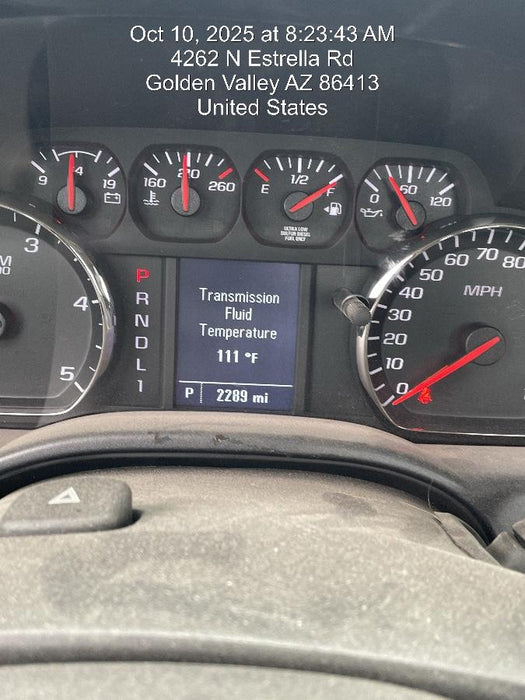 Oct 10, 2025 at 8:23:43 AM
4262 N Estrella Rd
Golden Valley AZ 86413
United States
9 14 19
160 210 260
E 1/2 F
ULTRA LOW
SULFUR DIESEL
FUEL ONLY
0 60 120
3
4
5
P
R
N
D
L
1
Transmission
Fluid
Temperature
111 °F
P 2289 mi
MPH
0
10
20
30
40
50
60
70
80